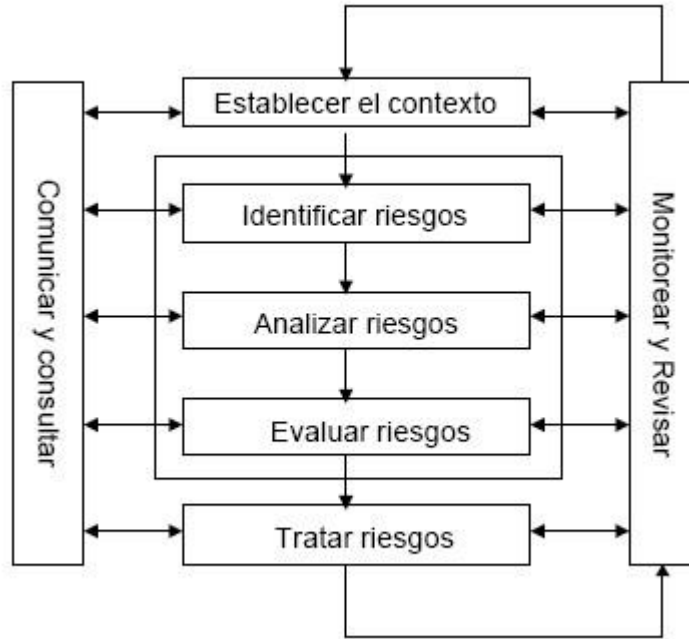 Establecer el contexto
Comunicar y consultar
Identificar riesgos
Analizar riesgos
Evaluar riesgos
Tratar riesgos
Monitorear y Revisar